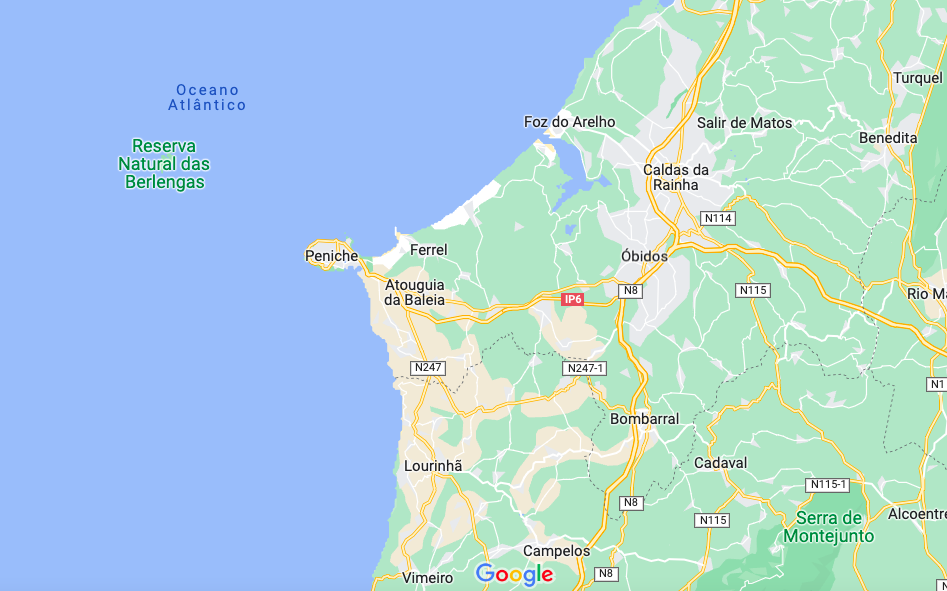 Oceano
Atlântico
Reserva
Natural das
Berlengas
Turquel
Foz do Arelho
Salir de Matos
Benedita
Caldas da
Rainha
N114
Peniche
Ferrel
Óbidos
Atouguia
da Baleia
IP6
N8
N115
Rio Ma
N247
N247-1
N1
Bombarral
Lourinhã
Cadaval
N115-1
N8
N115
Serra de
Montejunto
Alcoentre
Campelos
Vimeiro
Google
N8